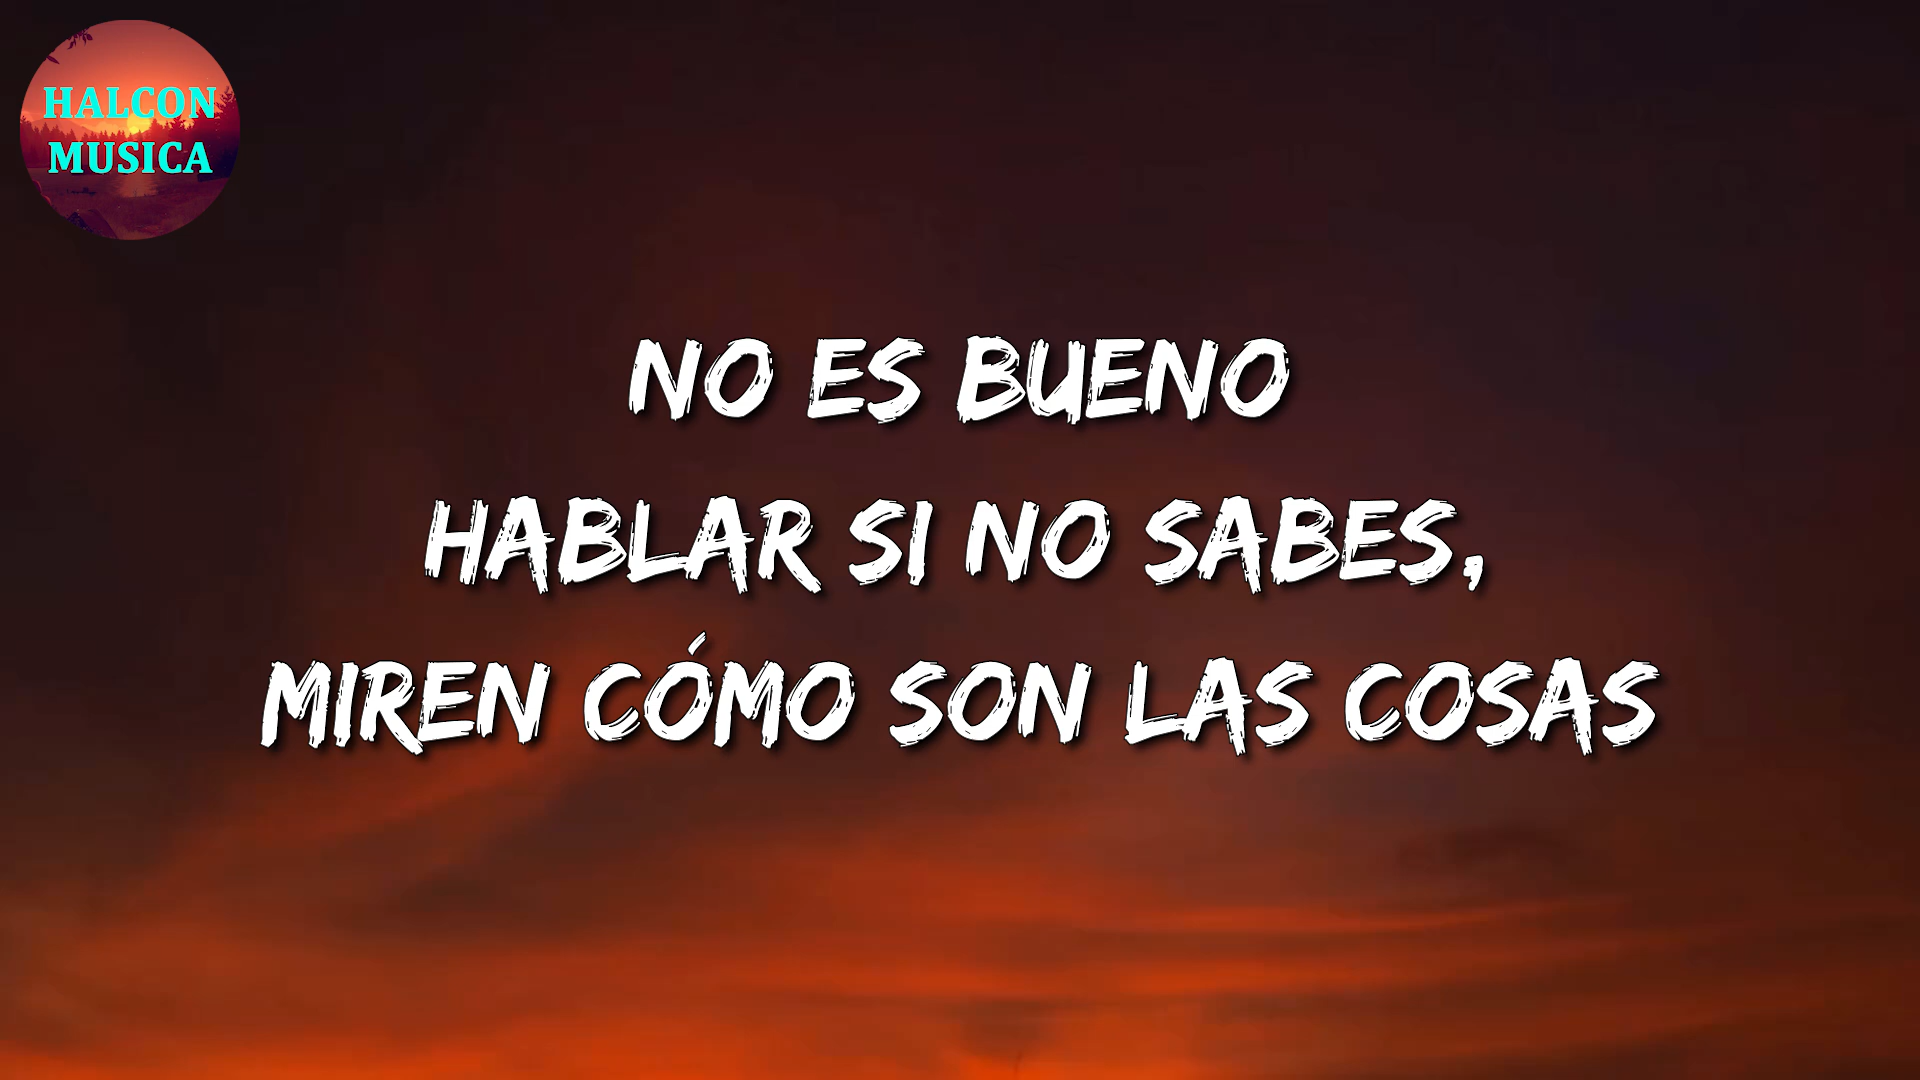 HALCON
MUSICA
NO ES BUENO
HABLAR SI NO SABES,
MIREN CÓMO SON LAS COSAS